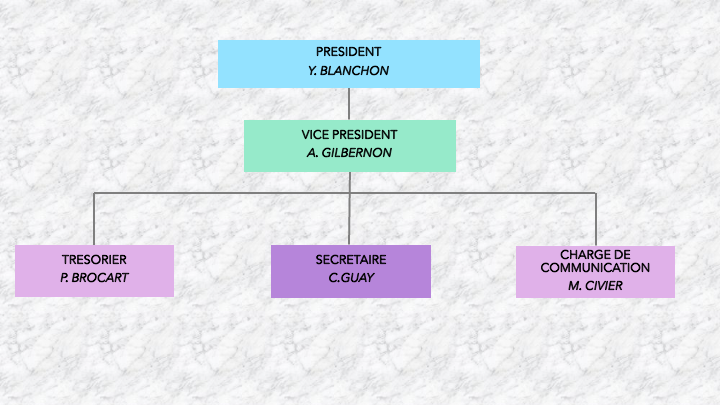 PRESIDENT
Y. BLANCHON
VICE PRESIDENT
A. GILBERNON
TRESORIER
P. BROCART
SECRETAIRE
C.GUAY
CHARGE DE
COMMUNICATION
M. CIVIER